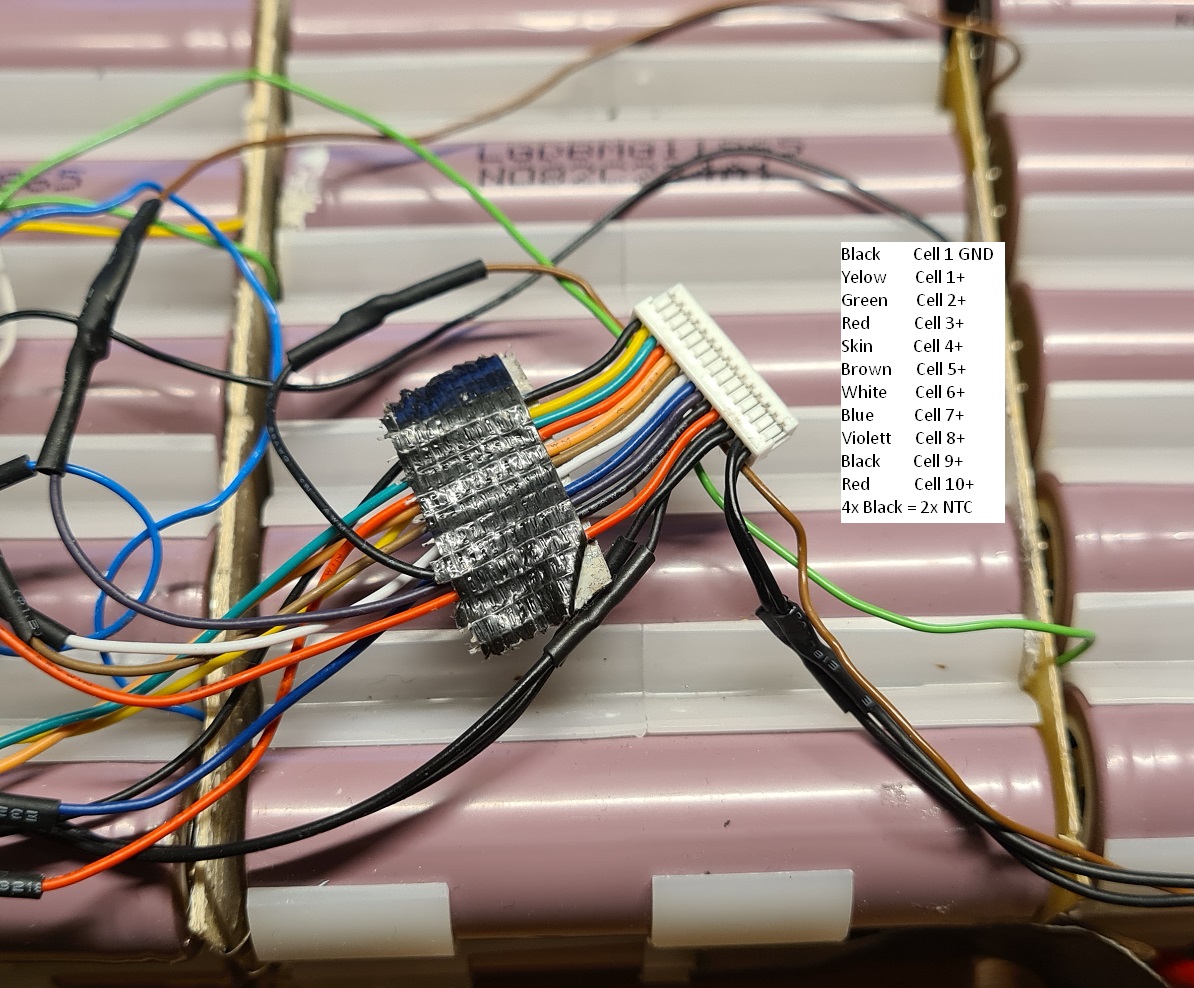 865
LGDBMB11865
Black Cell 1 GND
Yelow Cell 1+
Green Cell 2+
Red Cell 3+
Skin Cell 4+
Brown Cell 5+
White Cell 6+
Blue Cell 7+
Violett Cell 8+
Black Cell 9+
Red Cell 10+
4x Black = 2x NTC